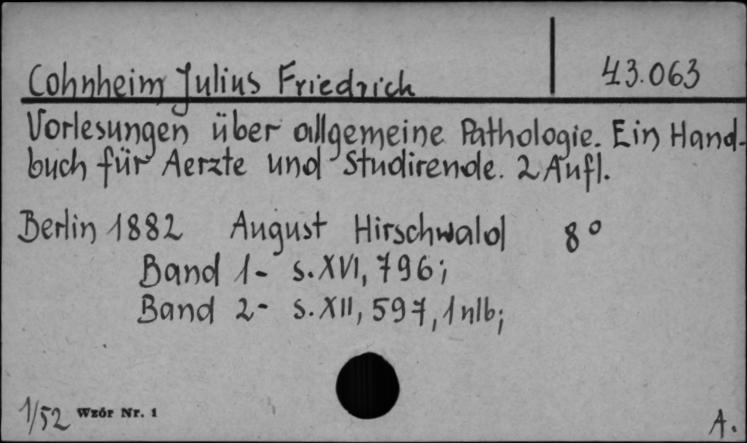 Cohnheim Julius Friedrich 43.063
Vorlesungen über allgemeine Pathologie. Ein Hand-
buch für Aerzte und Studirende. 2 Aufl.
Berlin 1882 August Hirschwald 8°
Band 1- s. XVI, 796;
Band 2- s. XII, 597, 1 nlb;
1/52 Wzór Nr. 1
A.